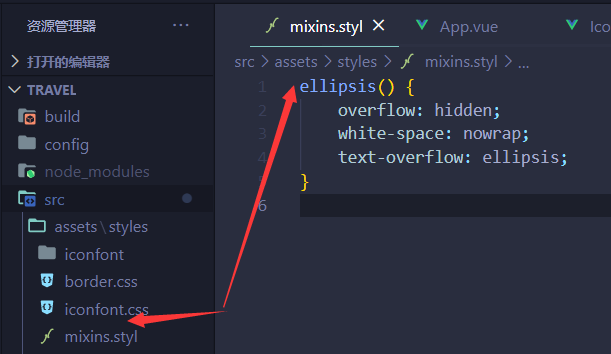 资源管理器 ···
打开的编辑器
TRAVEL
build
config
node_modules
src
assets\styles
iconfont
border.css
iconfont.css
mixins.styl
mixins.styl App.vue Ico
src > assets > styles > mixins.styl > ...
1 ellipsis() {
2 overflow: hidden;
3 white-space: nowrap;
4 text-overflow: ellipsis;
5 }
6